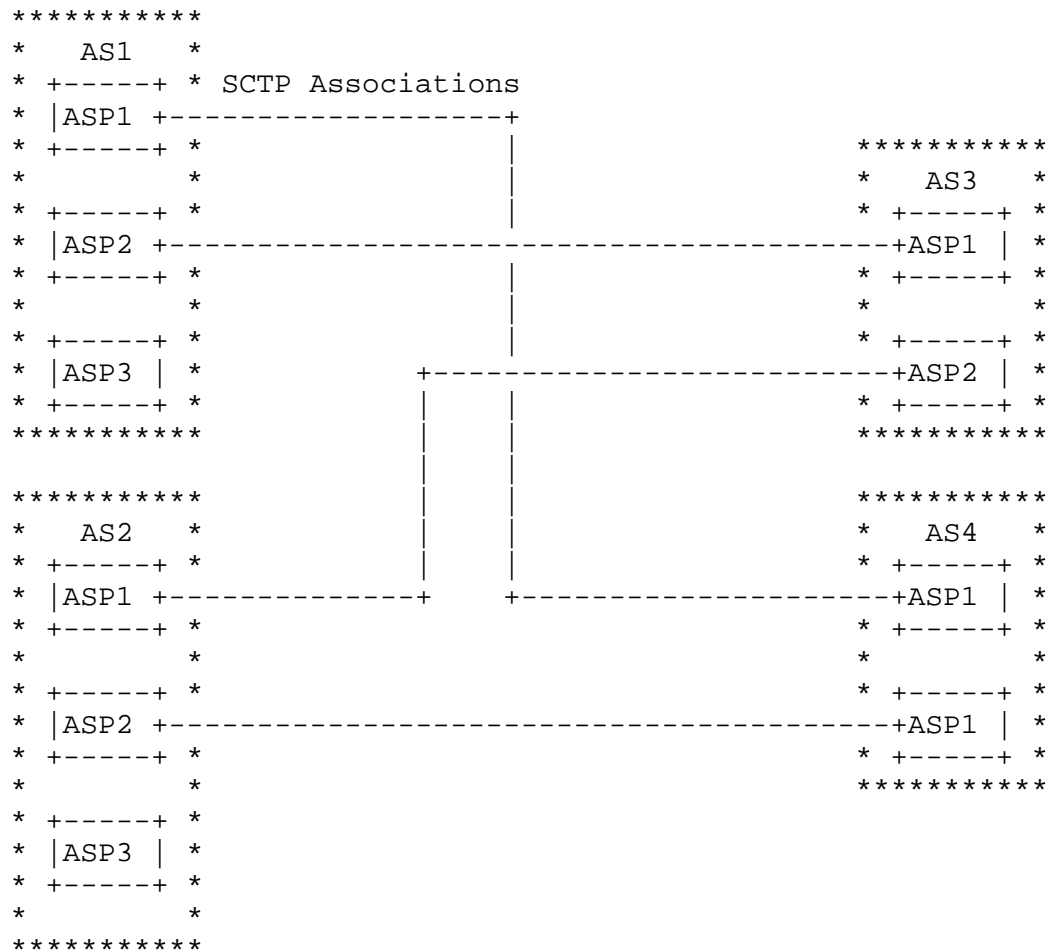 AS1
SCTP Associations
ASP1
AS3
ASP2 ASP1
ASP3 ASP2
AS2 AS4
ASP1 ASP1
ASP2 ASP1
ASP3